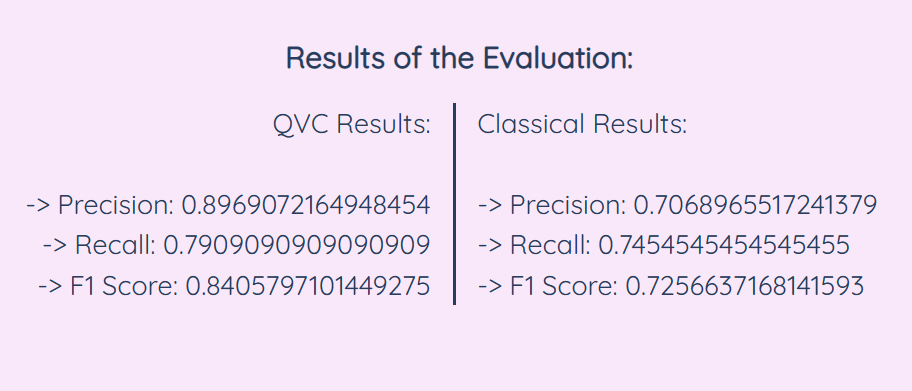 Results of the Evaluation:
QVC Results:
-> Precision: 0.8969072164948454
-> Recall: 0.7909090909090909
-> F1 Score: 0.8405797101449275
Classical Results:
-> Precision: 0.7068965517241379
-> Recall: 0.7454545454545455
-> F1 Score: 0.7256637168141593